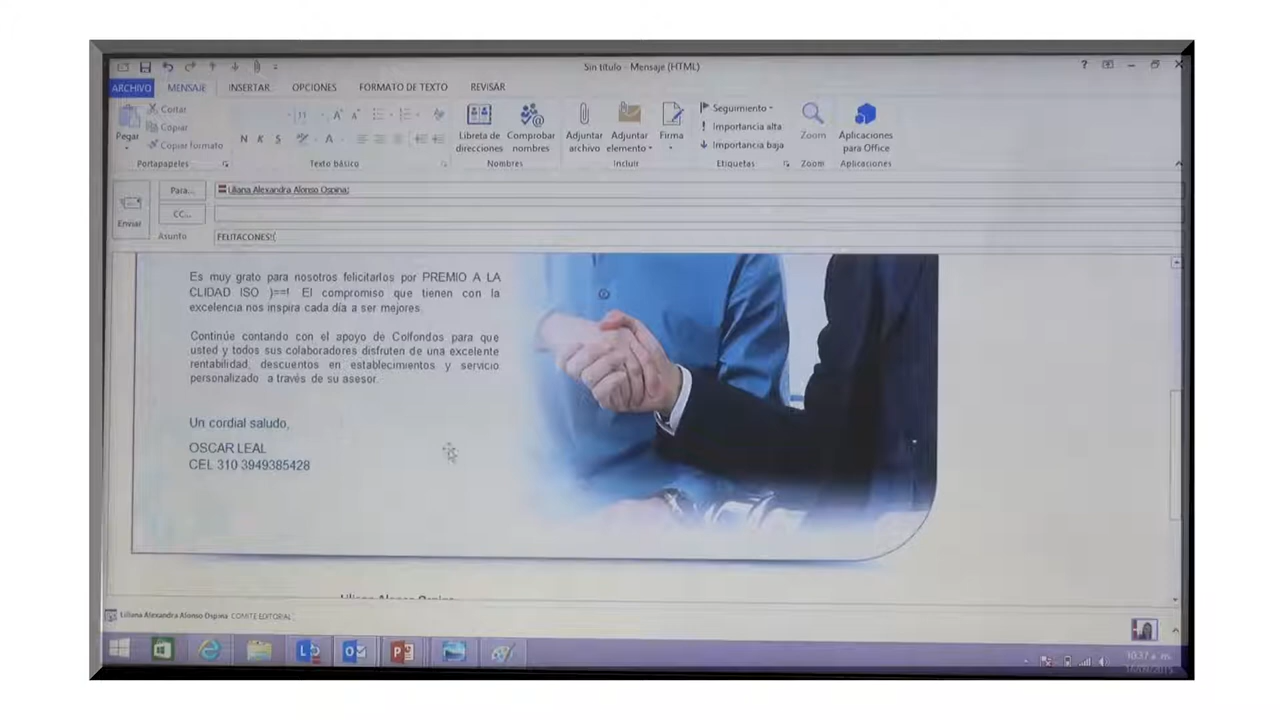 Sin título - Mensaje (HTML)
ARCHIVO MENSAJE INSERTAR OPCIONES FORMATO DE TEXTO REVISAR
Pegar
Cortar
Copiar
Copiar formato
Portapapeles
11
N K S
Texto básico
Libreta de direcciones
Comprobar nombres
Nombres
Adjuntar archivo
Adjuntar elemento
Firma
Incluir
Seguimiento
Importancia alta
Importancia baja
Etiquetas
Zoom
Zoom
Aplicaciones para Office
Aplicaciones
Enviar
Para... Liliana Alexandra Alonso Ospina;
CC...
Asunto FELITACONES!(
Es muy grato para nosotros felicitarlos por PREMIO A LA
CLIDAD ISO )==! El compromiso que tienen con la
excelencia nos inspira cada día a ser mejores.
Continúe contando con el apoyo de Colfondos para que
usted y todos sus colaboradores disfruten de una excelente
rentabilidad, descuentos en establecimientos y servicio
personalizado a través de su asesor.
Un cordial saludo,
OSCAR LEAL
CEL 310 3949385428
Liliana Alonso Ospina
Liliana Alexandra Alonso Ospina COMITE EDITORIAL
10:37 a. m.